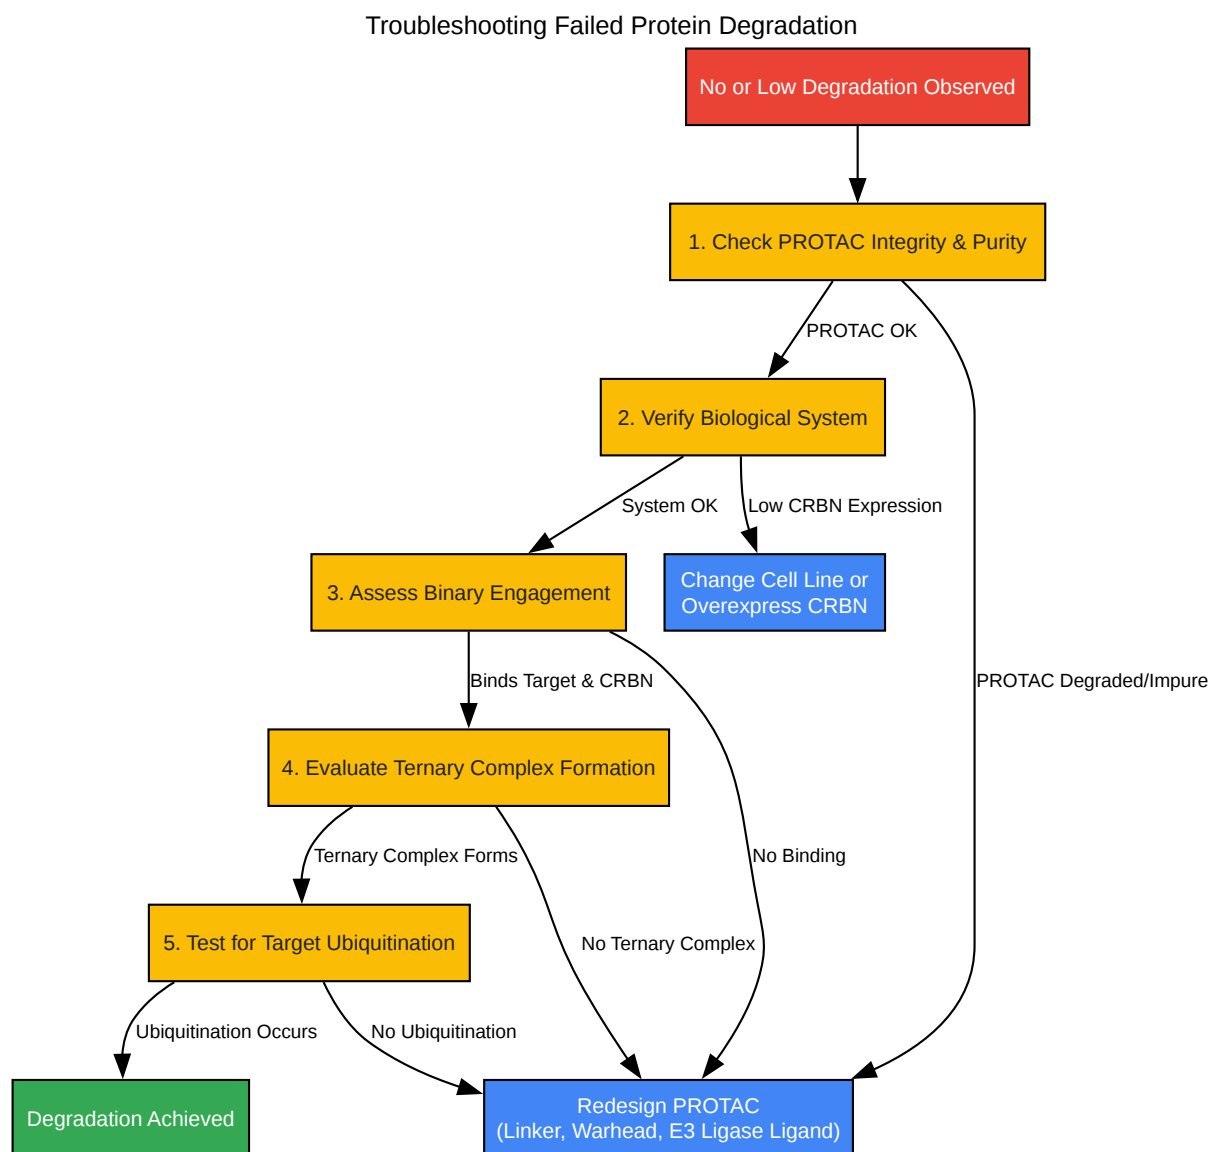 Troubleshooting Failed Protein Degradation
No or Low Degradation Observed
1. Check PROTAC Integrity & Purity
PROTAC OK
2. Verify Biological System
System OK
Low CRBN Expression
3. Assess Binary Engagement
Change Cell Line or
Overexpress CRBN
Binds Target & CRBN
PROTAC Degraded/Impure
4. Evaluate Ternary Complex Formation
Ternary Complex Forms
No Binding
5. Test for Target Ubiquitination
No Ternary Complex
Ubiquitination Occurs
No Ubiquitination
Degradation Achieved
Redesign PROTAC
(Linker, Warhead, E3 Ligase Ligand)